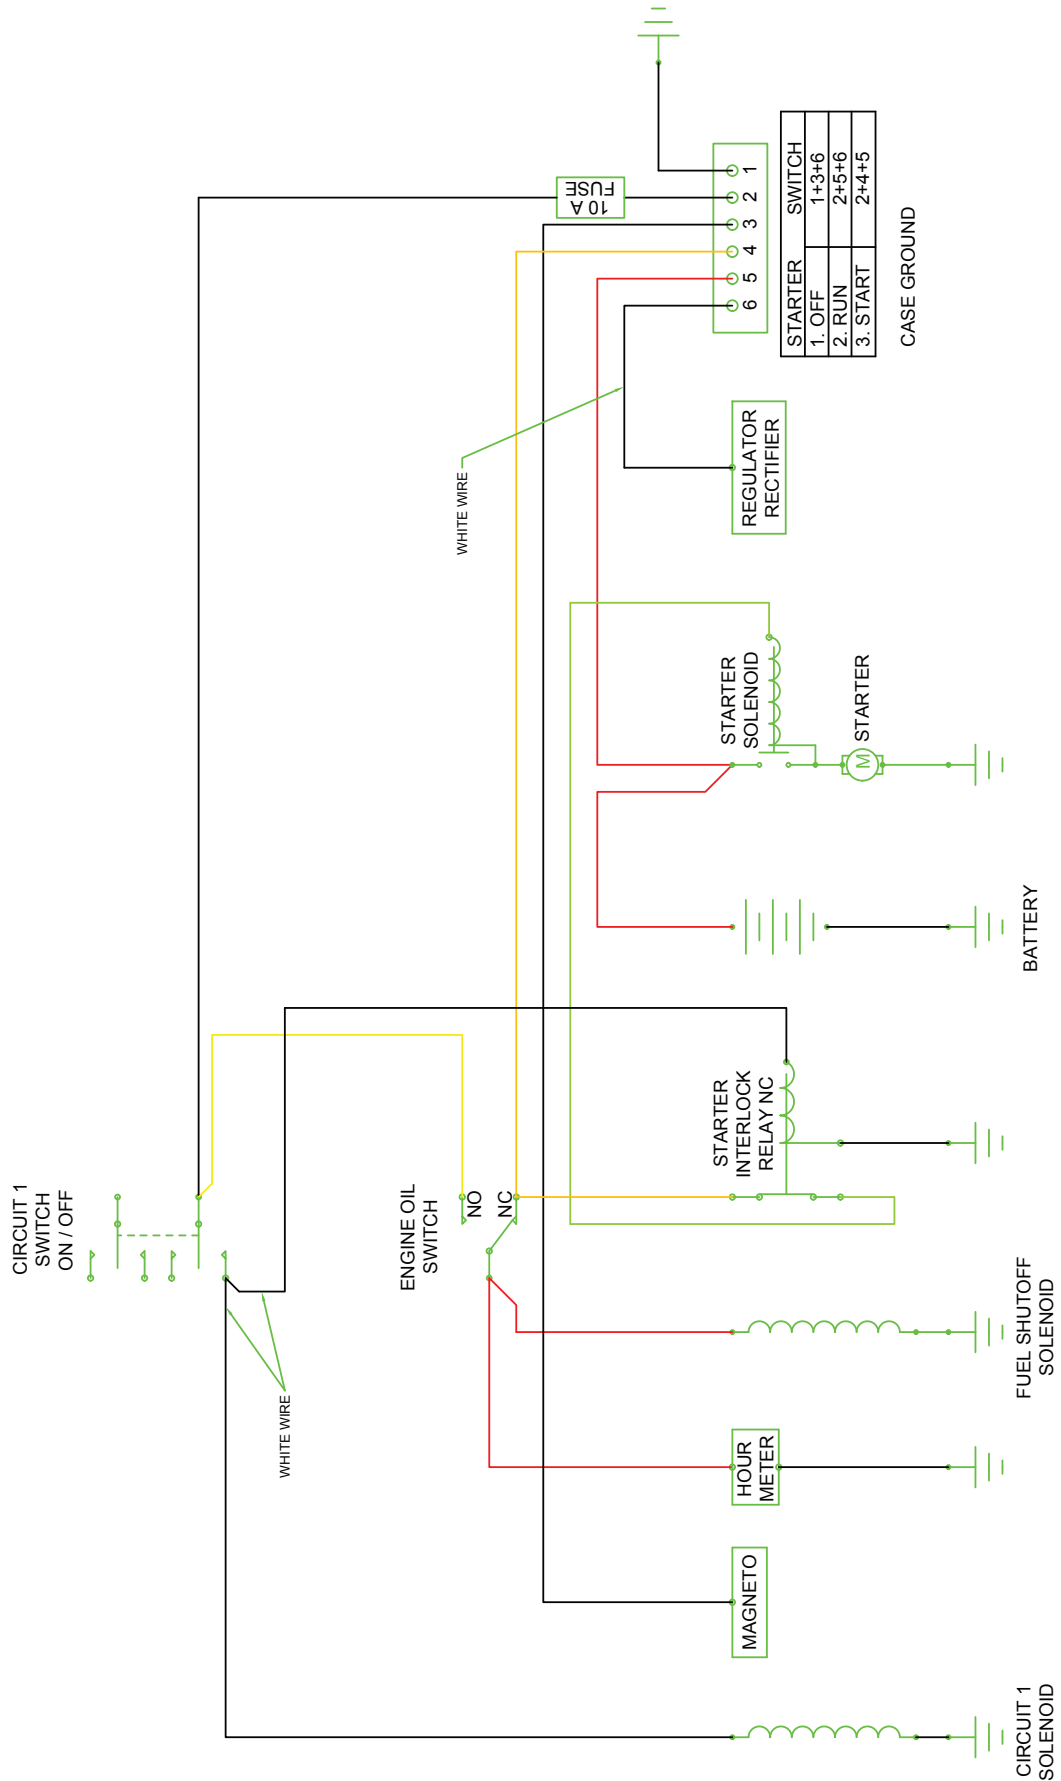 CIRCUIT 1
SWITCH
ON / OFF
WHITE WIRE
ENGINE OIL
SWITCH
NO
NC
WHITE WIRE
10 A
FUSE
CIRCUIT 1
SOLENOID
MAGNETO
HOUR
METER
FUEL SHUTOFF
SOLENOID
STARTER
INTERLOCK
RELAY NC
BATTERY
STARTER
SOLENOID
M
STARTER
REGULATOR
RECTIFIER
6 5 4 3 2 1
STARTER SWITCH
1. OFF 1+3+6
2. RUN 2+5+6
3. START 2+4+5
CASE GROUND